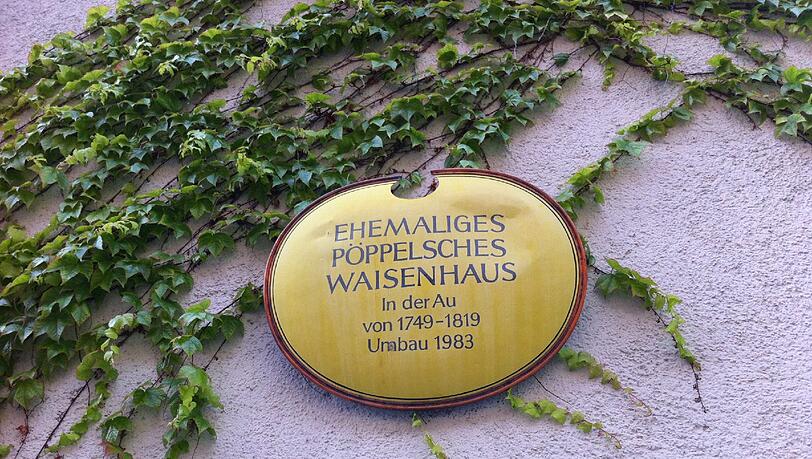 EHEMALIGES
PÖPPELSCHES
WAISENHAUS
In der Au
von 1749-1819
Umbau 1983